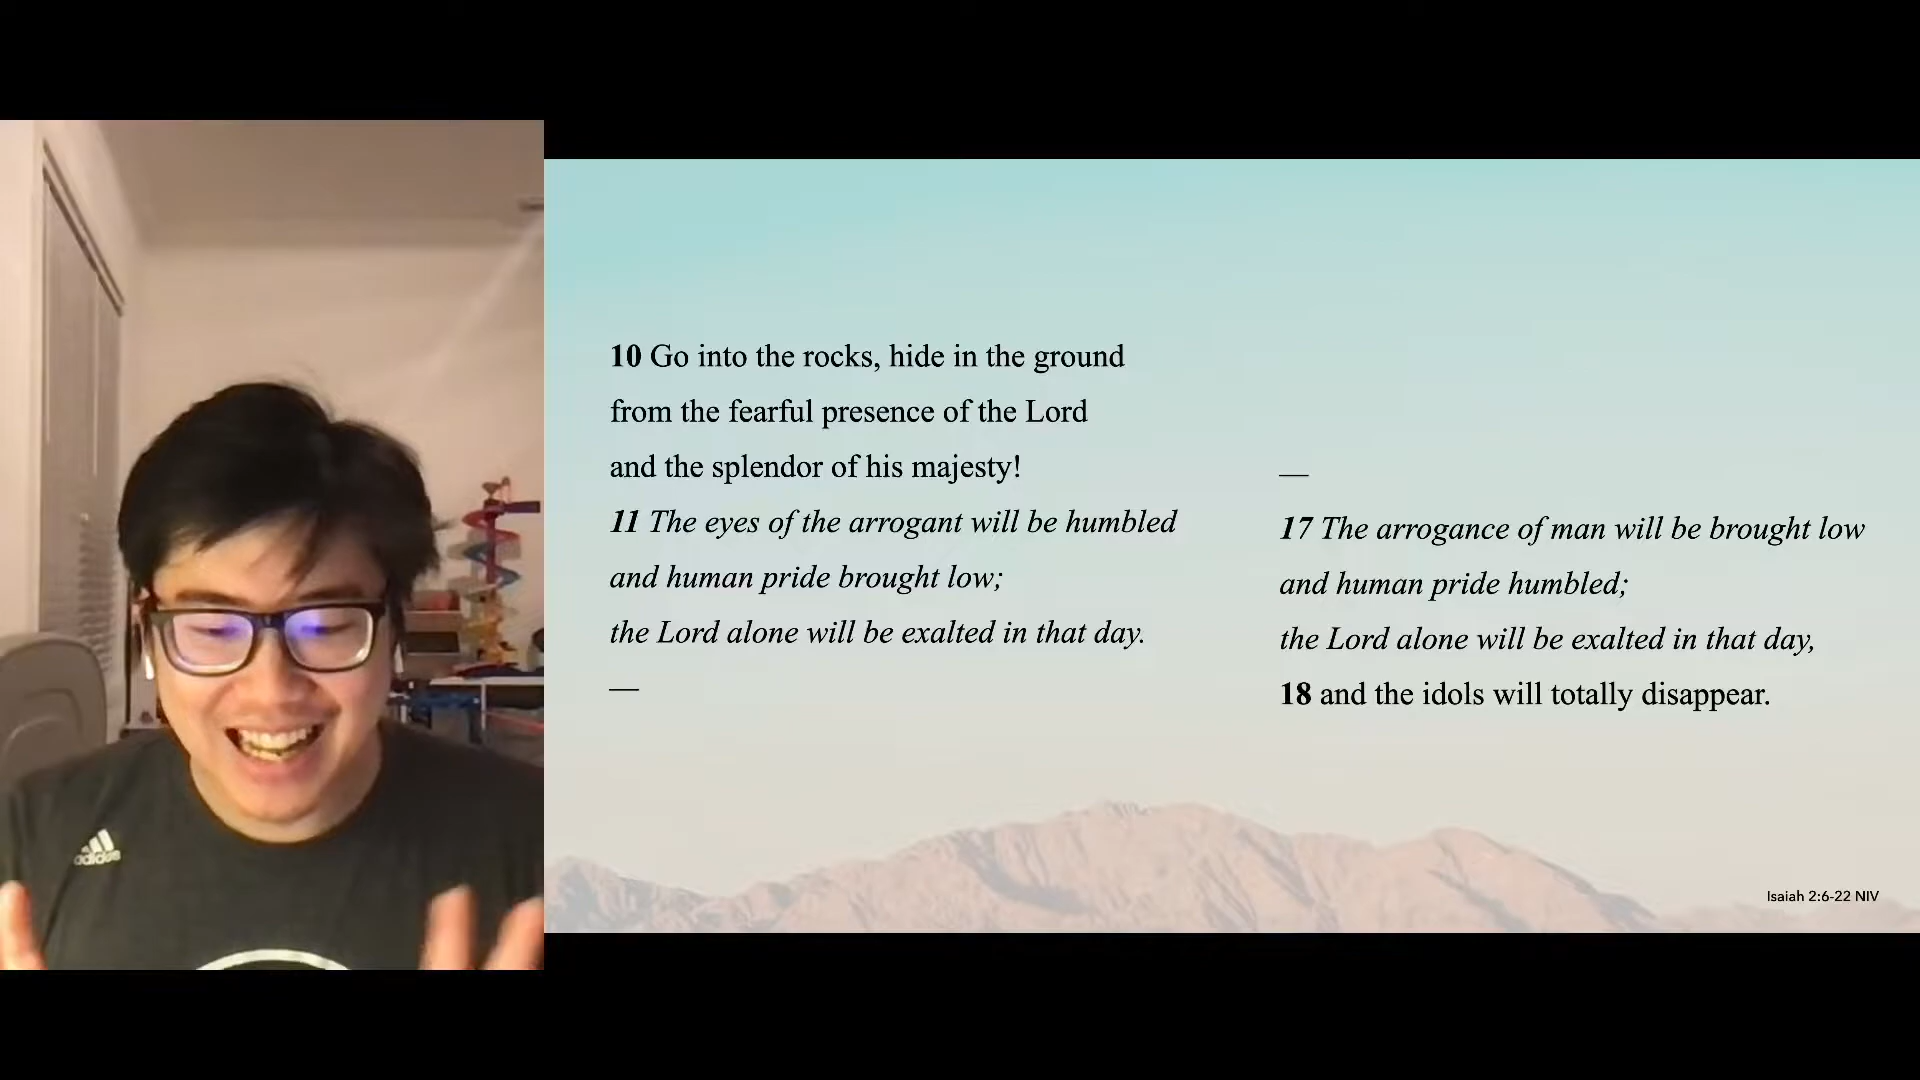 10 Go into the rocks, hide in the ground
from the fearful presence of the Lord
and the splendor of his majesty!
11 The eyes of the arrogant will be humbled
and human pride brought low;
the Lord alone will be exalted in that day.
—
—
17 The arrogance of man will be brought low
and human pride humbled;
the Lord alone will be exalted in that day,
18 and the idols will totally disappear.
Isaiah 2:6-22 NIV
adidas